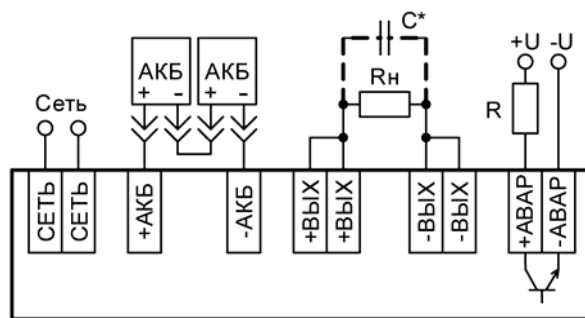 C*
+U -U
АКБ АКБ
+ - + -
Rн
Сеть
R
СЕТЬ СЕТЬ +АКБ -АКБ +ВЫХ +ВЫХ -ВЫХ -ВЫХ +АВАР -АВАР